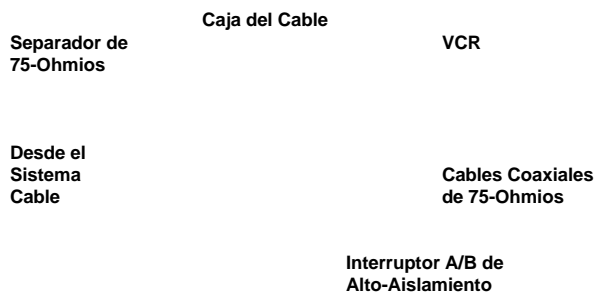 Caja del Cable
Separador de
75-Ohmios
VCR
Desde el
Sistema
Cable
Cables Coaxiales
de 75-Ohmios
Interruptor A/B de
Alto-Aislamiento